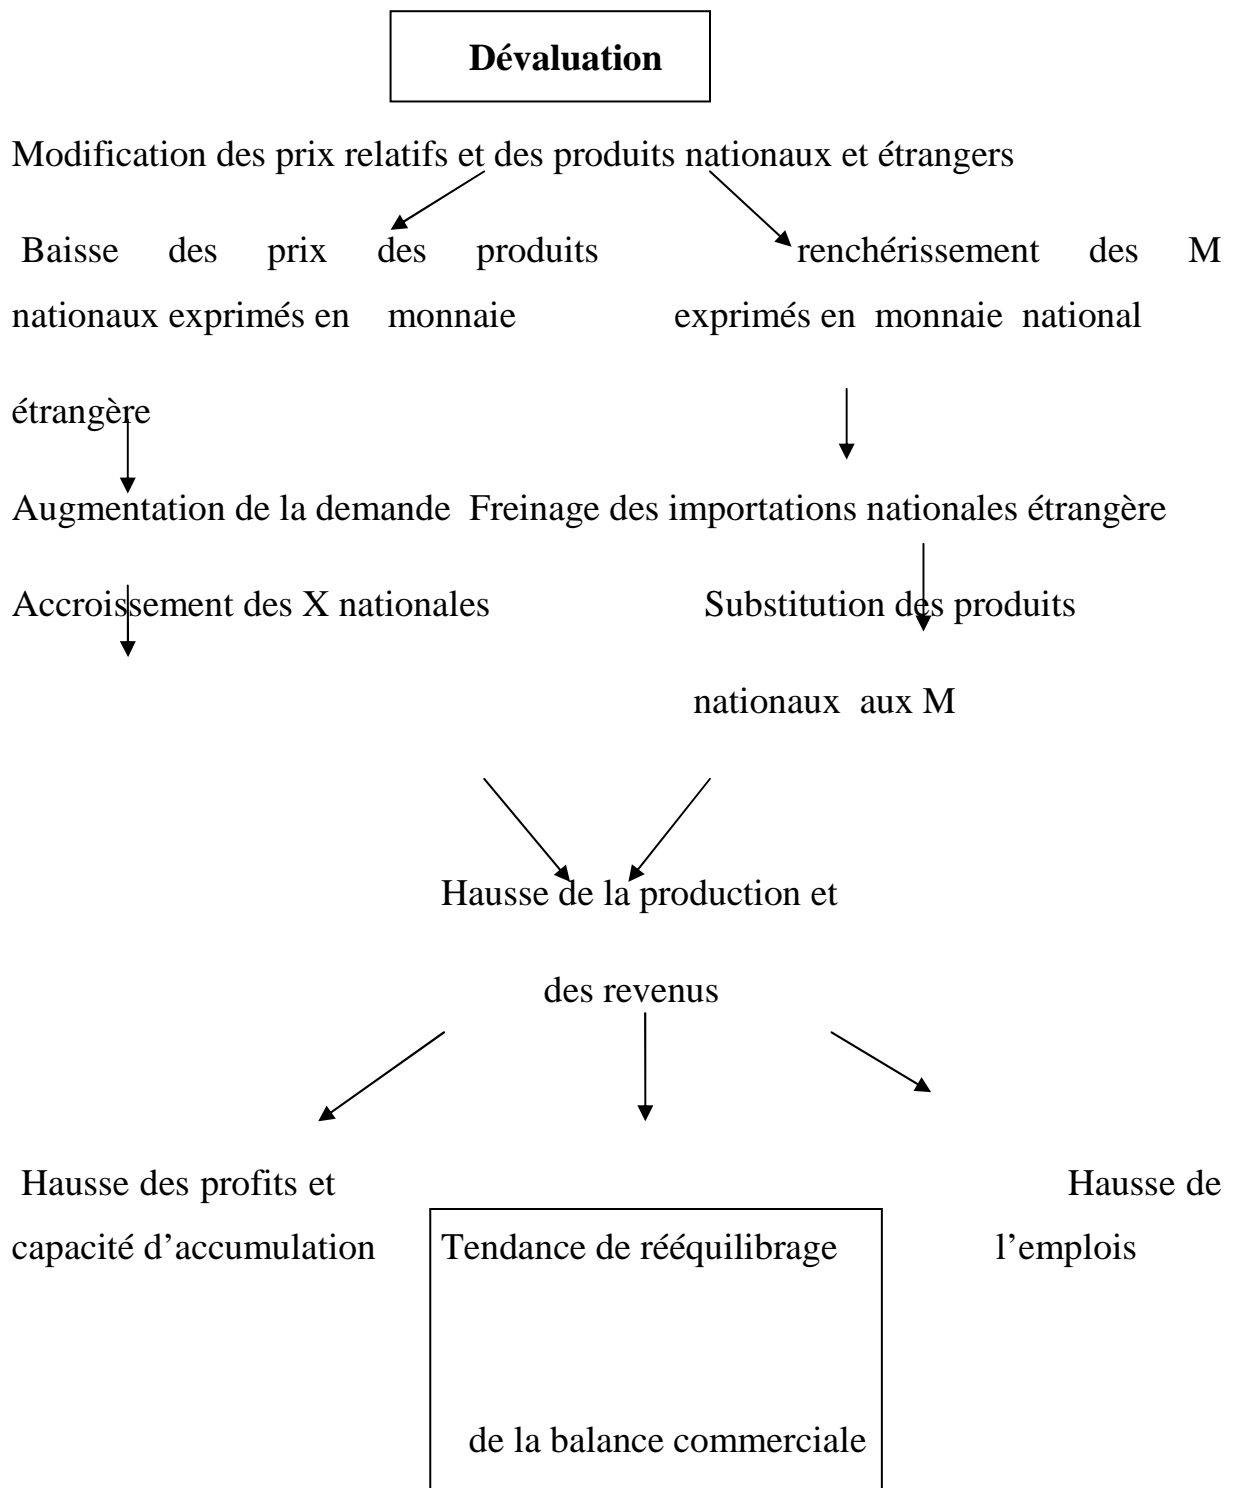 Dévaluation
Modification des prix relatifs et des produits nationaux et étrangers
Baisse des prix des produits renchérissement des M
nationaux exprimés en monnaie exprimés en monnaie national
étrangère
Augmentation de la demande Freinage des importations nationales étrangère
Accroissement des X nationales Substitution des produits
nationaux aux M
Hausse de la production et
des revenus
Hausse des profits et Hausse de
capacité d’accumulation Tendance de rééquilibrage l’emplois
de la balance commerciale